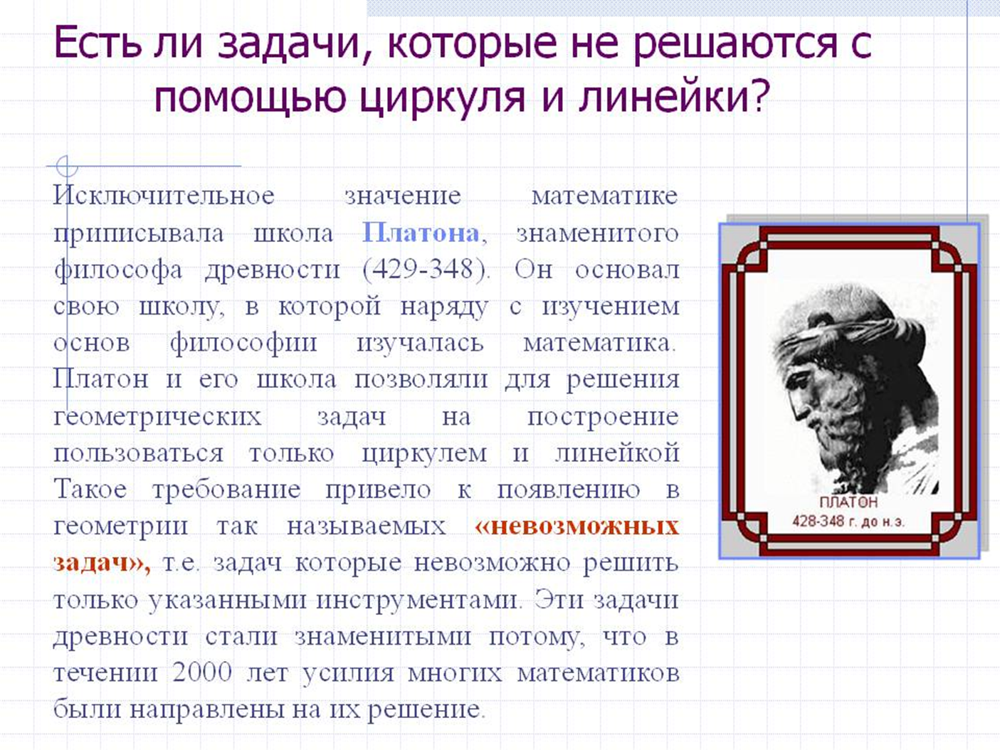 Есть ли задачи, которые не решаются с
помощью циркуля и линейки?
Исключительное значение математике
приписывала школа Платона, знаменитого
философа древности (429-348). Он основал
свою школу, в которой наряду с изучением
основ философии изучалась математика.
Платон и его школа позволяли для решения
геометрических задач на построение
пользоваться только циркулем и линейкой
Такое требование привело к появлению в
геометрии так называемых «невозможных
задач», т.е. задач которые невозможно решить
только указанными инструментами. Эти задачи
древности стали знаменитыми потому, что в
течении 2000 лет усилия многих математиков
были направлены на их решение.
ПЛАТОН
428-348 г. до н.э.